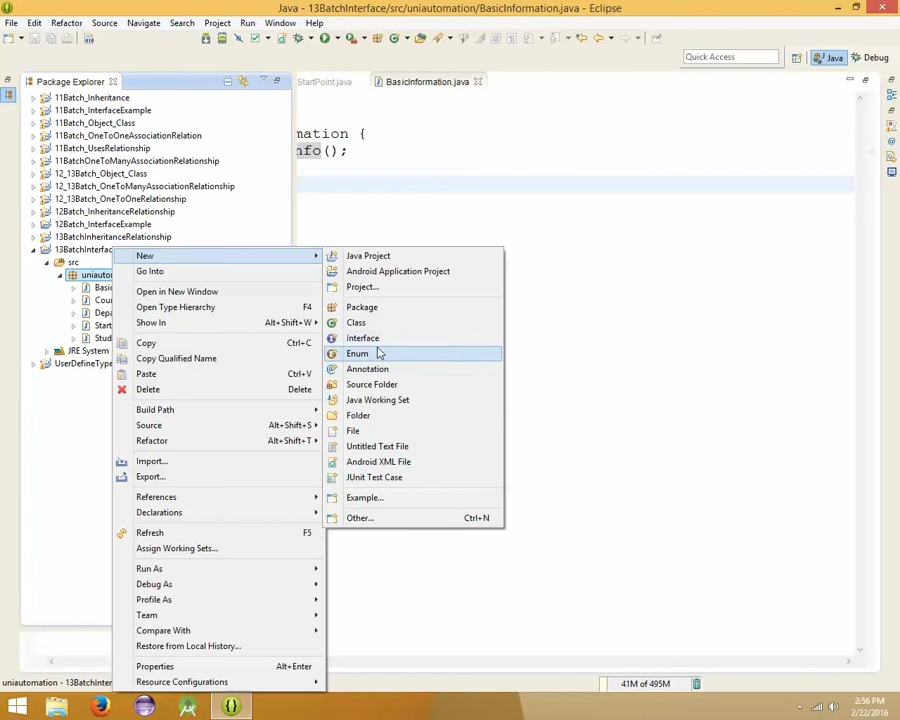 Java - 13BatchInterface/src/uniautomation/BasicInformation.java - Eclipse
File Edit Refactor Source Navigate Search Project Run Window Help
Quick Access
Java
Debug
Package Explorer
StartPoint.java
BasicInformation.java
11Batch_Inheritance
11Batch_InterfaceExample
11Batch_Object_Class
11Batch_OneToOneAssociationRelation
11Batch_UsesRelationship
11BatchOneToManyAssociationRelationship
12_13Batch_Object_Class
12_13Batch_OneToManyAssociationRelationship
12_13Batch_OneToOneRelationship
12Batch_InheritanceRelationship
12Batch_InterfaceExample
13BatchInheritanceRelationship
13BatchInterfac
src
uniautom
Basi
Cou
Depa
Start
Stud
JRE System
UserDefineType
mation {
nfo();
New
Go Into
Open in New Window
Open Type Hierarchy F4
Show In Alt+Shift+W
Copy Ctrl+C
Copy Qualified Name
Paste Ctrl+V
Delete Delete
Build Path
Source Alt+Shift+S
Refactor Alt+Shift+T
Import...
Export...
References
Declarations
Refresh F5
Assign Working Sets...
Run As
Debug As
Profile As
Team
Compare With
Restore from Local History...
Properties Alt+Enter
Resource Configurations
Java Project
Android Application Project
Project...
Package
Class
Interface
Enum
Annotation
Source Folder
Java Working Set
Folder
File
Untitled Text File
Android XML File
JUnit Test Case
Example...
Other... Ctrl+N
uniautomation - 13BatchInter
41M of 495M
2:56 PM
2/22/2016